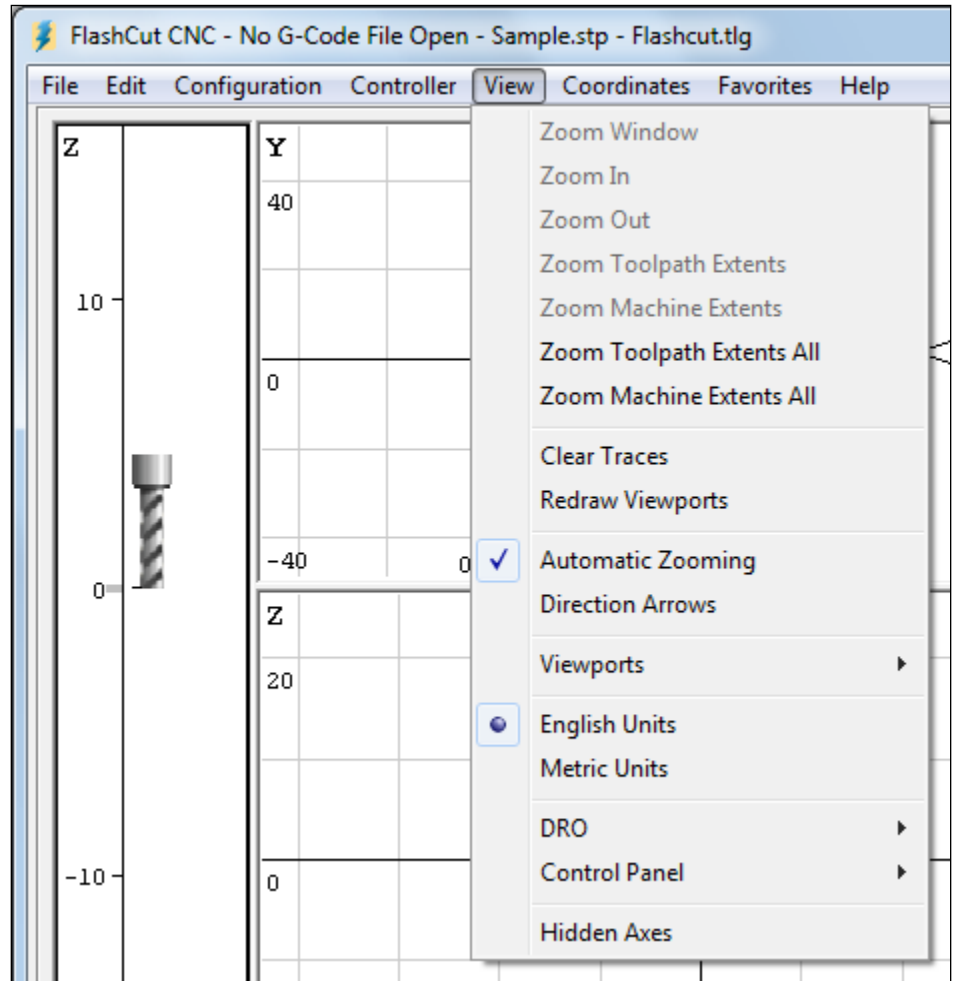 FlashCut CNC - No G-Code File Open - Sample.stp - Flashcut.tlg
File Edit Configuration Controller View Coordinates Favorites Help
Z
10
0
-10
Y
40
0
-40 0
Z
20
0
Zoom Window
Zoom In
Zoom Out
Zoom Toolpath Extents
Zoom Machine Extents
Zoom Toolpath Extents All
Zoom Machine Extents All
Clear Traces
Redraw Viewports
Automatic Zooming
Direction Arrows
Viewports
English Units
Metric Units
DRO
Control Panel
Hidden Axes